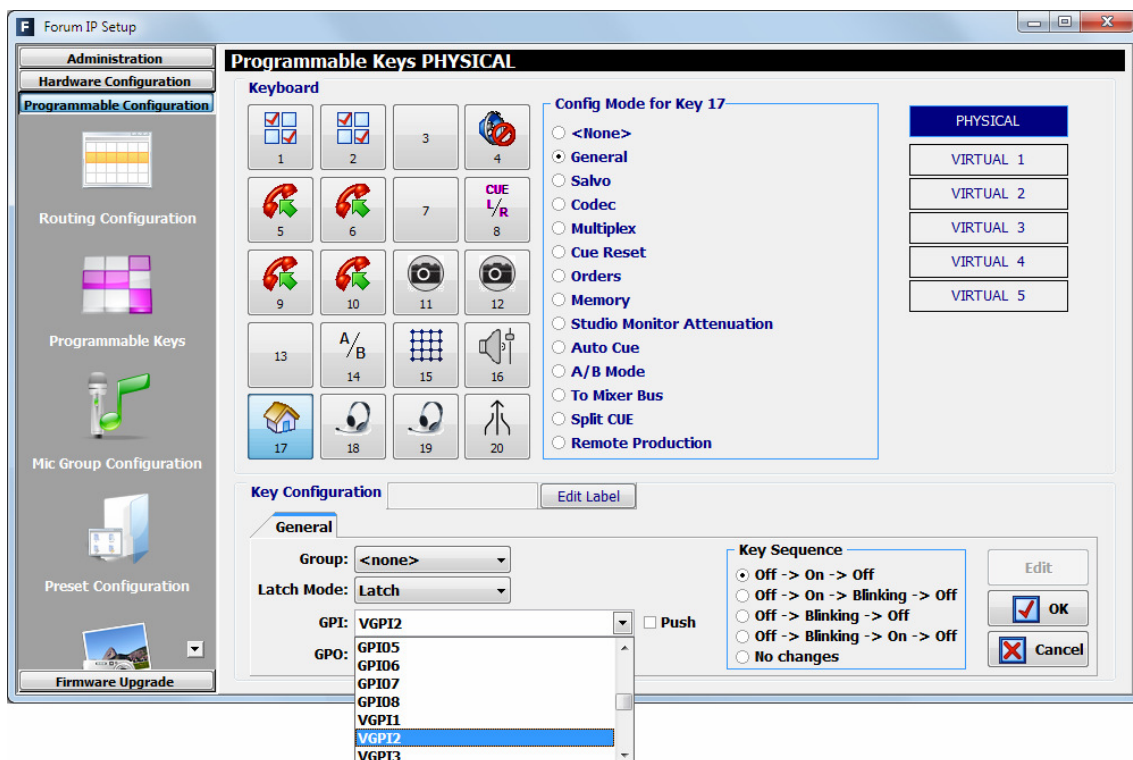 Forum IP Setup
Administration
Hardware Configuration
Programmable Configuration
Routing Configuration
Programmable Keys
Mic Group Configuration
Preset Configuration
Firmware Upgrade
Programmable Keys PHYSICAL
Keyboard
1 2 3 4
CUE
L/R
5 6 7 8
9 10 11 12
A/B
13 14 15 16
17 18 19 20
Config Mode for Key 17
<None>
General
Salvo
Codec
Multiplex
Cue Reset
Orders
Memory
Studio Monitor Attenuation
Auto Cue
A/B Mode
To Mixer Bus
Split CUE
Remote Production
PHYSICAL
VIRTUAL 1
VIRTUAL 2
VIRTUAL 3
VIRTUAL 4
VIRTUAL 5
Key Configuration Edit Label
General
Group: <none>
Latch Mode: Latch
GPI: VGPI2 Push
GPO:
GPI05
GPI06
GPI07
GPI08
VGPI1
VGPI2
VGPI3
Key Sequence
Off -> On -> Off
Off -> On -> Blinking -> Off
Off -> Blinking -> Off
Off -> Blinking -> On -> Off
No changes
Edit
OK
Cancel